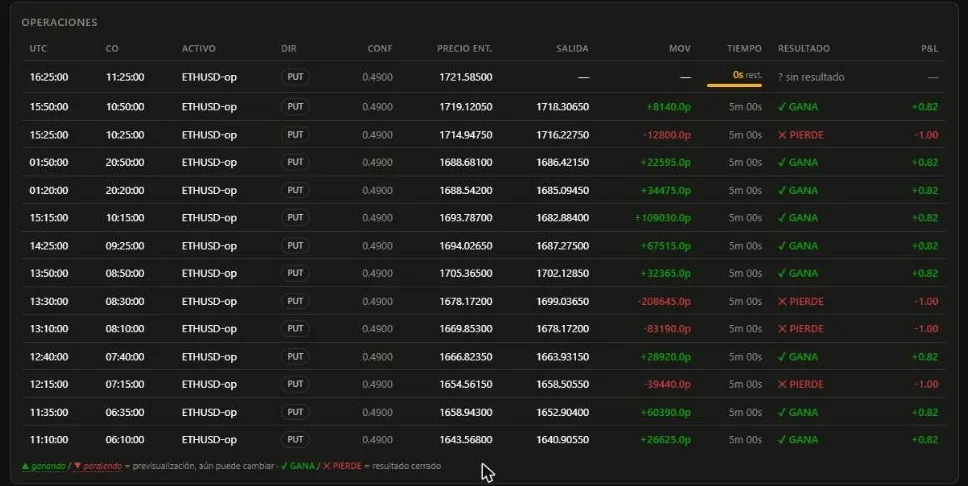 OPERACIONES
UTC CO ACTIVO DIR CONF PRECIO ENT. SALIDA MOV TIEMPO RESULTADO P&L
16:25:00 11:25:00 ETHUSD-op PUT 0.4900 1721.58500 — — 0s rest. ? sin resultado —
15:50:00 10:50:00 ETHUSD-op PUT 0.4900 1719.12050 1718.30650 +8140.0p 5m 00s ✓ GANA +0.82
15:25:00 10:25:00 ETHUSD-op PUT 0.4900 1714.94750 1716.22750 -12800.0p 5m 00s ✕ PIERDE -1.00
01:50:00 20:50:00 ETHUSD-op PUT 0.4900 1688.68100 1686.42150 +22595.0p 5m 00s ✓ GANA +0.82
01:20:00 20:20:00 ETHUSD-op PUT 0.4900 1688.54200 1685.09450 +34475.0p 5m 00s ✓ GANA +0.82
15:15:00 10:15:00 ETHUSD-op PUT 0.4900 1693.78700 1682.88400 +109030.0p 5m 00s ✓ GANA +0.82
14:25:00 09:25:00 ETHUSD-op PUT 0.4900 1694.02650 1687.27500 +67515.0p 5m 00s ✓ GANA +0.82
13:50:00 08:50:00 ETHUSD-op PUT 0.4900 1705.36500 1702.12850 +32365.0p 5m 00s ✓ GANA +0.82
13:30:00 08:30:00 ETHUSD-op PUT 0.4900 1678.17200 1699.03650 -208645.0p 5m 00s ✕ PIERDE -1.00
13:10:00 08:10:00 ETHUSD-op PUT 0.4900 1669.85300 1678.17200 -83190.0p 5m 00s ✕ PIERDE -1.00
12:40:00 07:40:00 ETHUSD-op PUT 0.4900 1666.82350 1663.93150 +28920.0p 5m 00s ✓ GANA +0.82
12:15:00 07:15:00 ETHUSD-op PUT 0.4900 1654.56150 1658.50550 -39440.0p 5m 00s ✕ PIERDE -1.00
11:35:00 06:35:00 ETHUSD-op PUT 0.4900 1658.94300 1652.90400 +60390.0p 5m 00s ✓ GANA +0.82
11:10:00 06:10:00 ETHUSD-op PUT 0.4900 1643.56800 1640.90550 +26625.0p 5m 00s ✓ GANA +0.82
▲ ganando / ▼ perdiendo = previsualización, aún puede cambiar · ✓ GANA / ✕ PIERDE = resultado cerrado